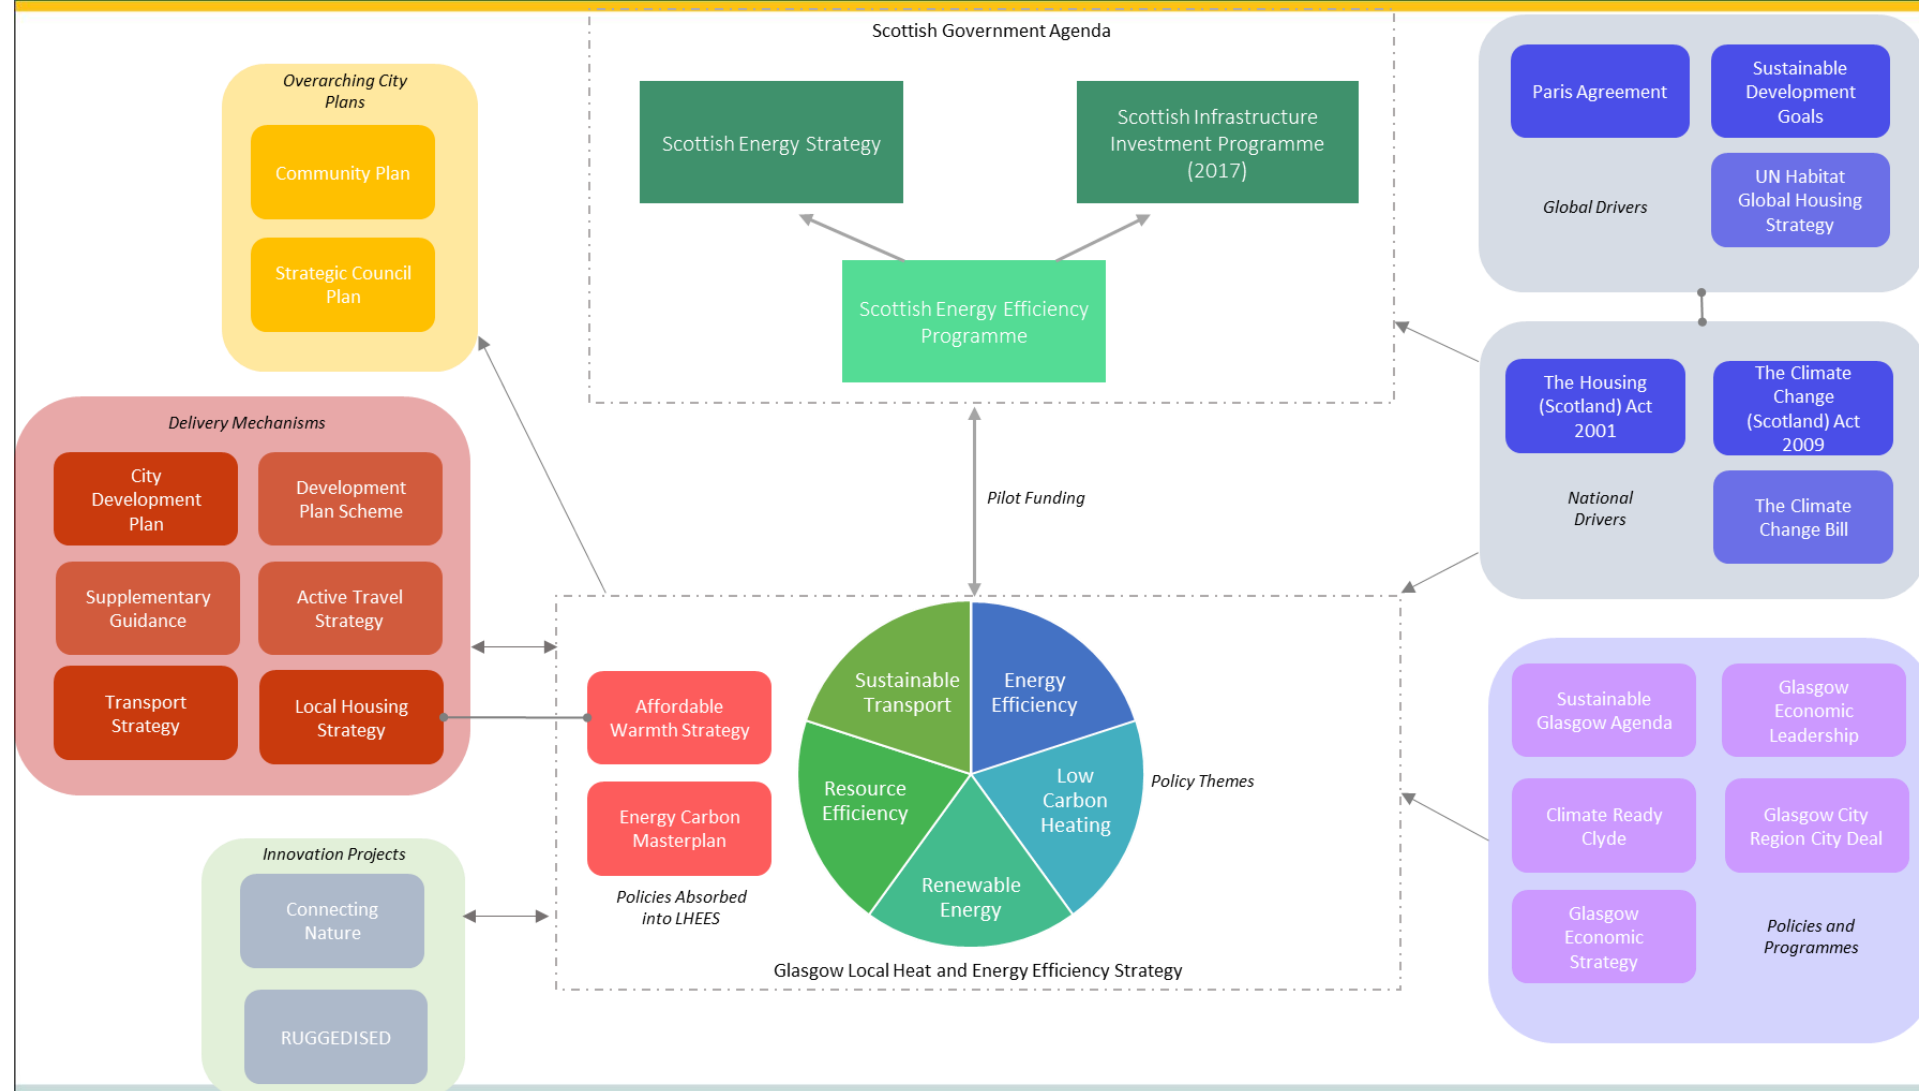 Scottish Government Agenda
Scottish Energy Strategy
Scottish Infrastructure
Investment Programme
(2017)
Scottish Energy Efficiency
Programme
Overarching City
Plans
Community Plan
Strategic Council
Plan
Paris Agreement
Sustainable
Development
Goals
UN Habitat
Global Housing
Strategy
Global Drivers
The Housing
(Scotland) Act
2001
The Climate
Change
(Scotland) Act
2009
The Climate
Change Bill
National
Drivers
Delivery Mechanisms
City
Development
Plan
Development
Plan Scheme
Supplementary
Guidance
Active Travel
Strategy
Transport
Strategy
Local Housing
Strategy
Pilot Funding
Affordable
Warmth Strategy
Energy Carbon
Masterplan
Policies Absorbed
into LHEES
Sustainable
Transport
Energy
Efficiency
Resource
Efficiency
Low
Carbon
Heating
Renewable
Energy
Policy Themes
Glasgow Local Heat and Energy Efficiency Strategy
Sustainable
Glasgow Agenda
Glasgow
Economic
Leadership
Climate Ready
Clyde
Glasgow City
Region City Deal
Glasgow
Economic
Strategy
Policies and
Programmes
Innovation Projects
Connecting
Nature
RUGGEDISED